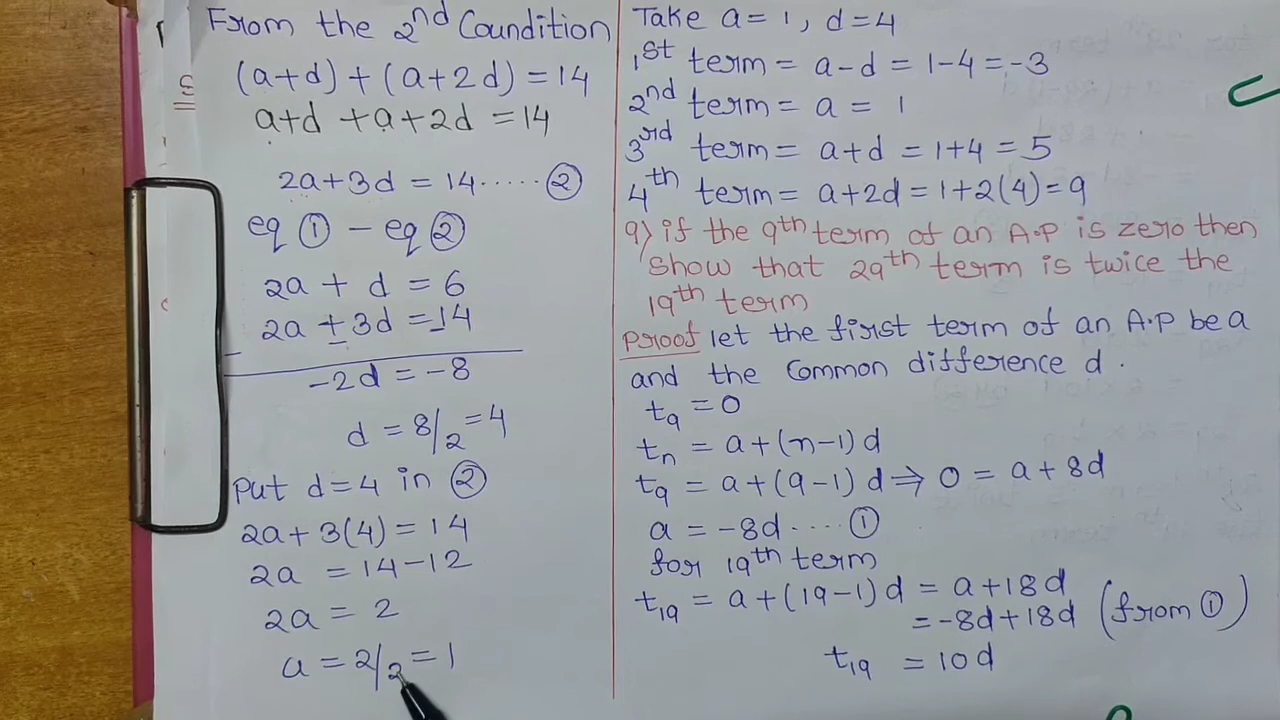 From the 2nd Coundition
(a+d)+(a+2d)=14
a+d +a+2d =14
2a+3d =14.....②
eq ① - eq ②
2a + d = 6
2a +3d =14
-2d = -8
d = 8/2 =4
Put d=4 in ②
2a+3(4)=14
2a =14-12
2a = 2
a = 2/2 = 1
Take a=1, d=4
1st term= a-d = 1-4 =-3
2nd term= a = 1
3rd term= a+d =1+4 =5
4th term= a+2d=1+2(4)=9
9) if the 9th term of an A.P is zero then
show that 29th term is twice the
19th term
Proof let the first term of an A.P be a
and the Common difference d.
t9 =0
tn = a+(n-1)d
t9 = a+(9-1)d⇒0 = a+8d
a = -8d....①
for 19th term
t19 = a+(19-1)d = a+18d
=-8d+18d (from ①)
t19 =10d